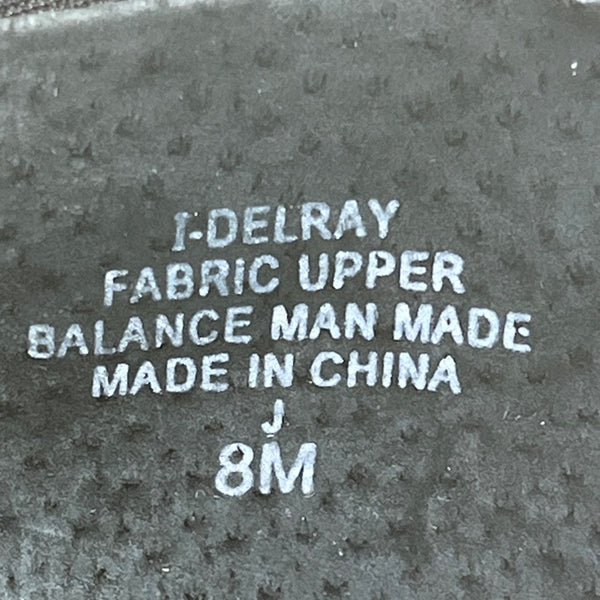 I-DELRAY
FABRIC UPPER
BALANCE MAN MADE
MADE IN CHINA
J
8M